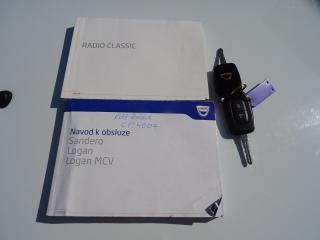 RADIO CLASSIC
Navod k obsluze
Sandero
Logan
Logan MCV